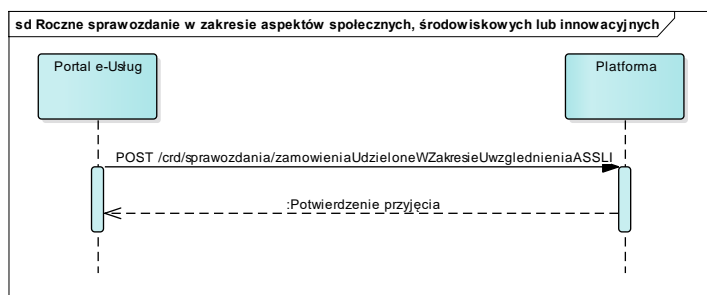 sd Roczne sprawozdanie w zakresie aspektów społecznych, środowiskowych lub innowacyjnych
Portal e-Usług
Platforma
POST /crd/sprawozdania/zamowieniaUdzieloneWZakresieUwzglednieniaASSLI
:Potwierdzenie przyjęcia